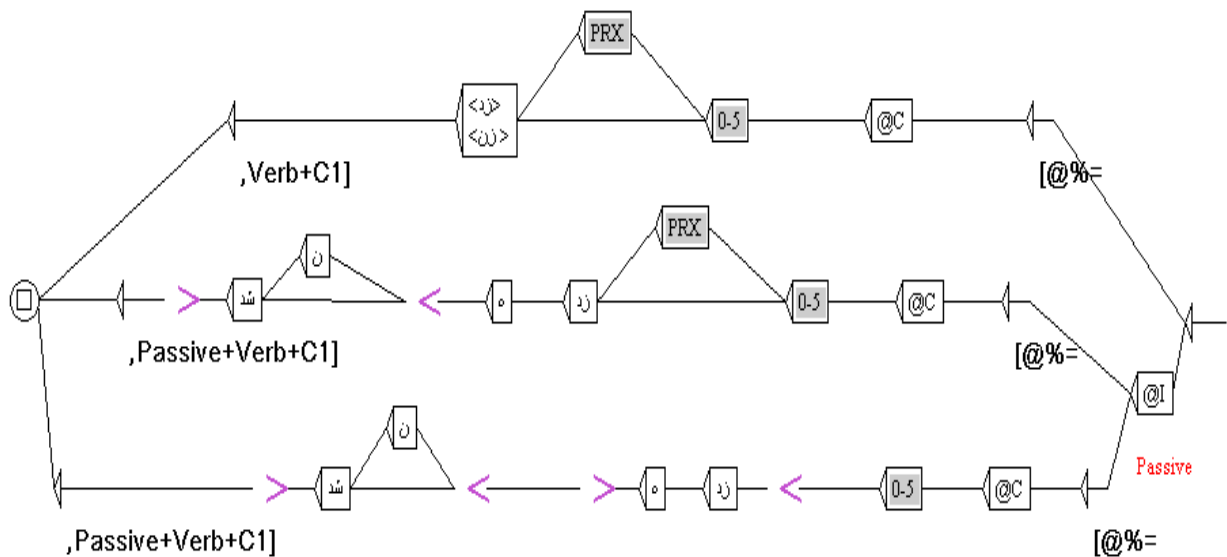 PRX
<زد>
<زن>
0-5
@C
,Verb+C1]
[@%=
PRX
ن
>
شد
<
ه
زد
0-5
@C
,Passive+Verb+C1]
[@%=
@I
Passive
ن
>
شد
<
>
ه
زد
<
0-5
@C
,Passive+Verb+C1]
[@%=